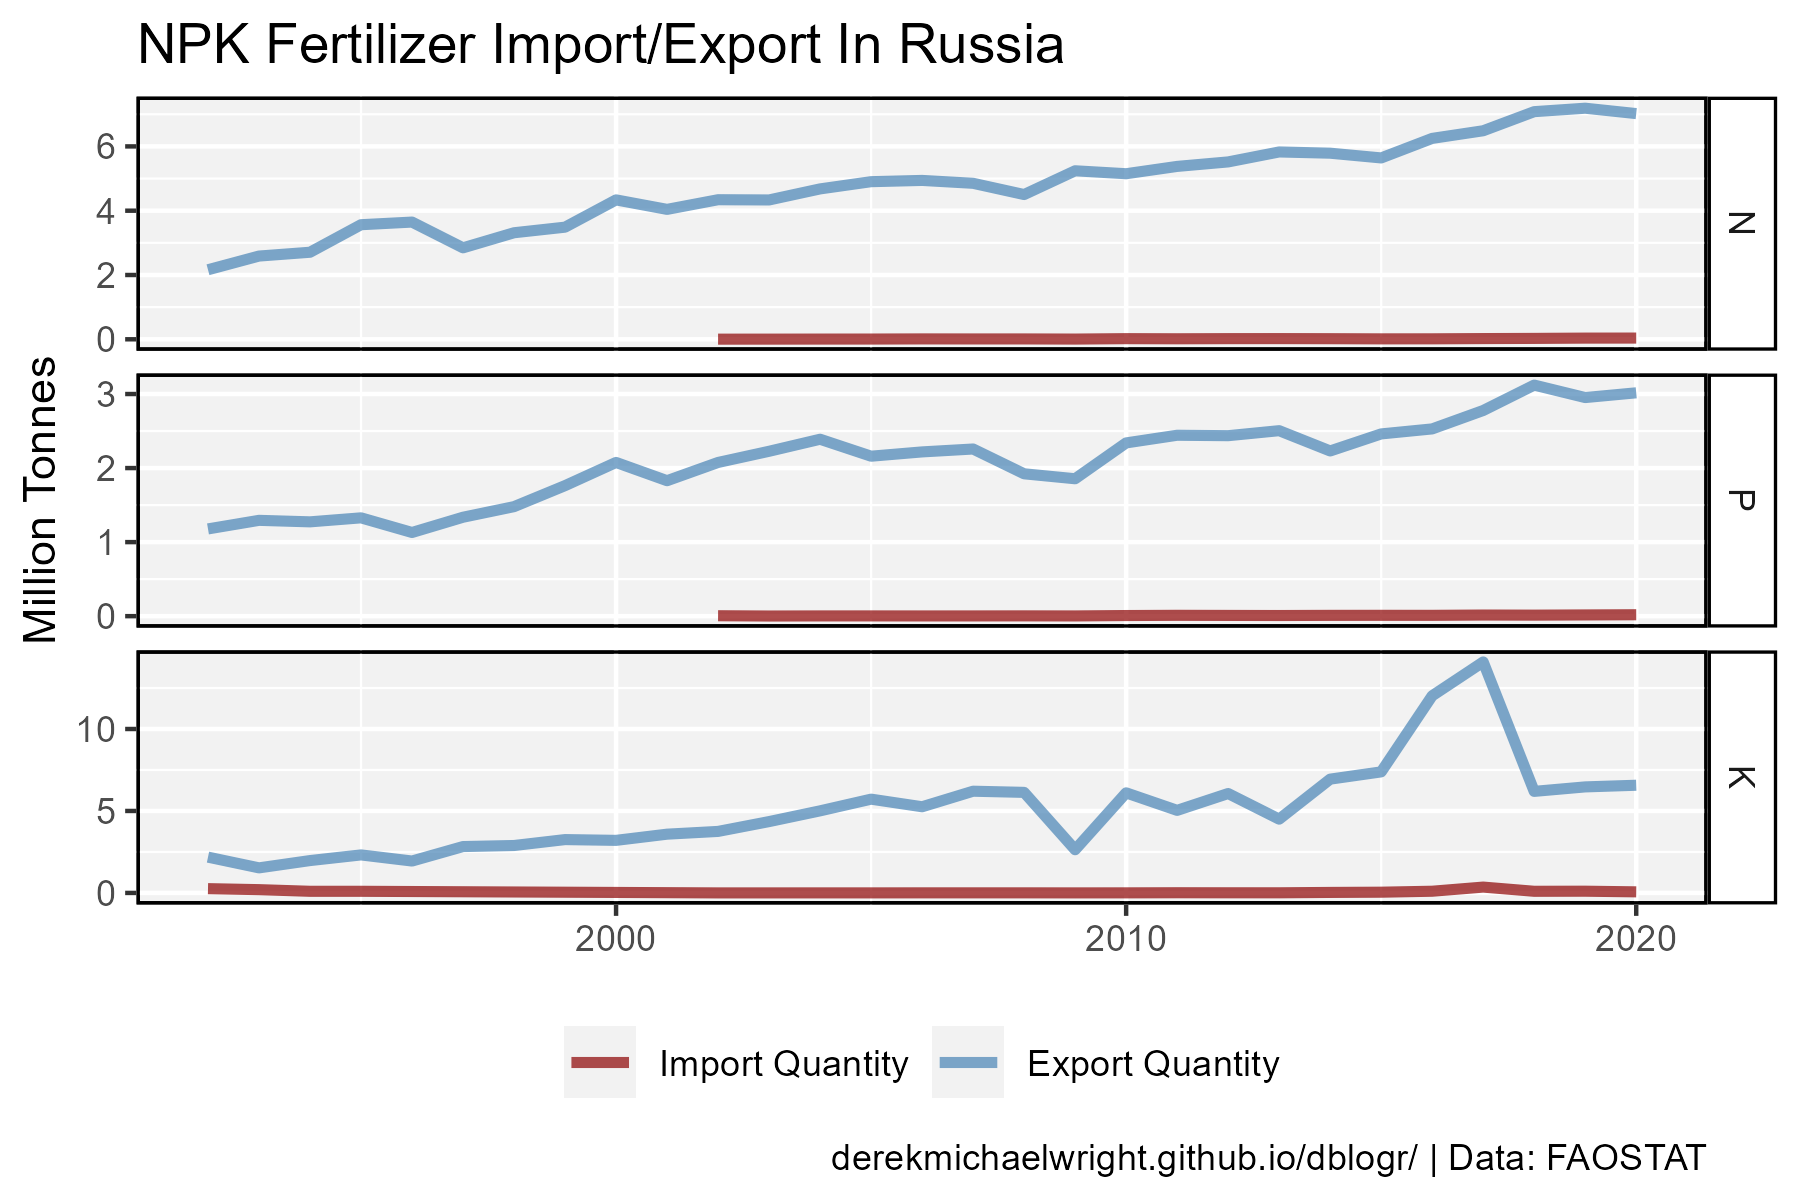 NPK Fertilizer Import/Export In Russia
Million Tonnes
6
4
2
0
N
3
2
1
0
P
10
5
0
K
2000 2010 2020
Import Quantity Export Quantity
derekmichaelwright.github.io/dblogr/ | Data: FAOSTAT